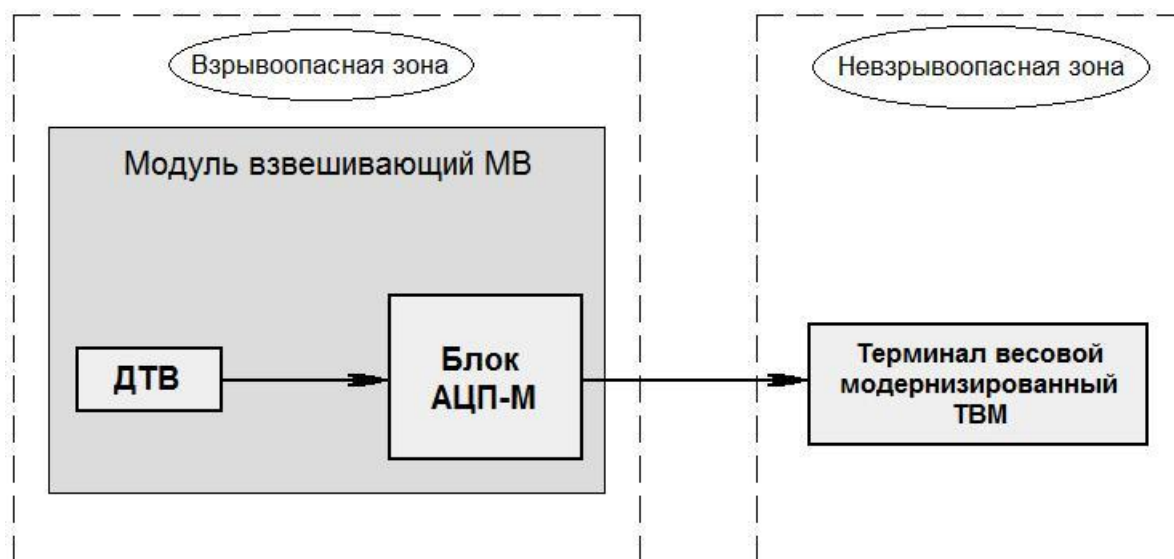 Взрывоопасная зона
Невзрывоопасная зона
Модуль взвешивающий МВ
ДТВ
Блок
АЦП-М
Терминал весовой
модернизированный
ТВМ